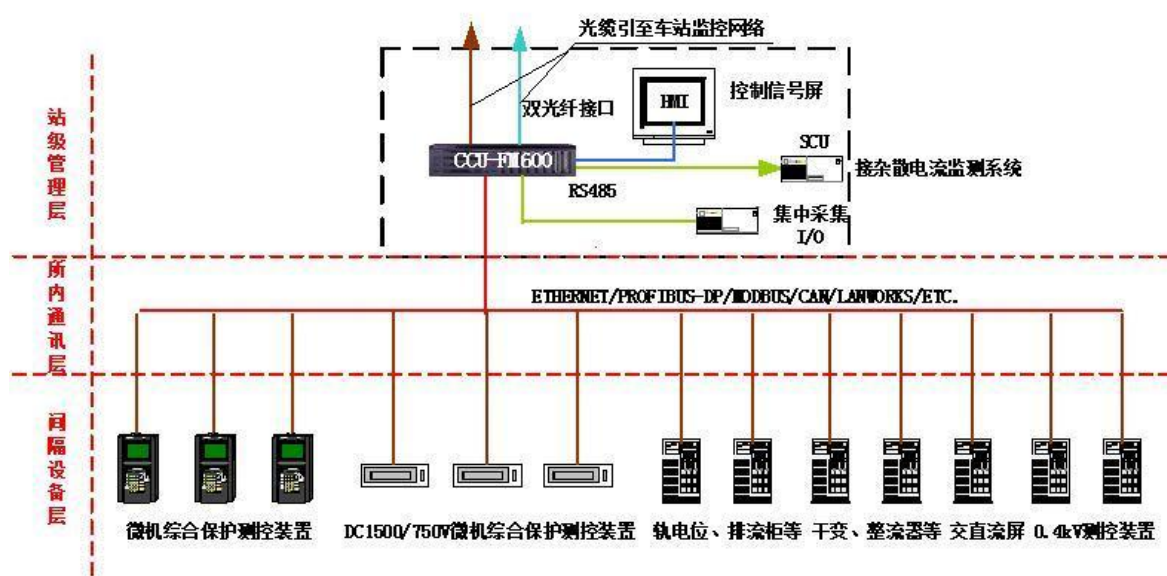 光缆引至车站监控网络
双光纤接口
HMI
控制信号屏
CCU-FM600
SCU
接杂散电流监测系统
RS485
集中采集
I/O
站级管理层
所内通讯层
ETHERNET/PROFIBUS-DP/MODBUS/CAN/LANWORKS/ETC.
间隔设备层
微机综合保护测控装置
DC1500/750V微机综合保护测控装置
轨电位、排流柜等
干变、整流器等
交直流屏
0.4kV测控装置